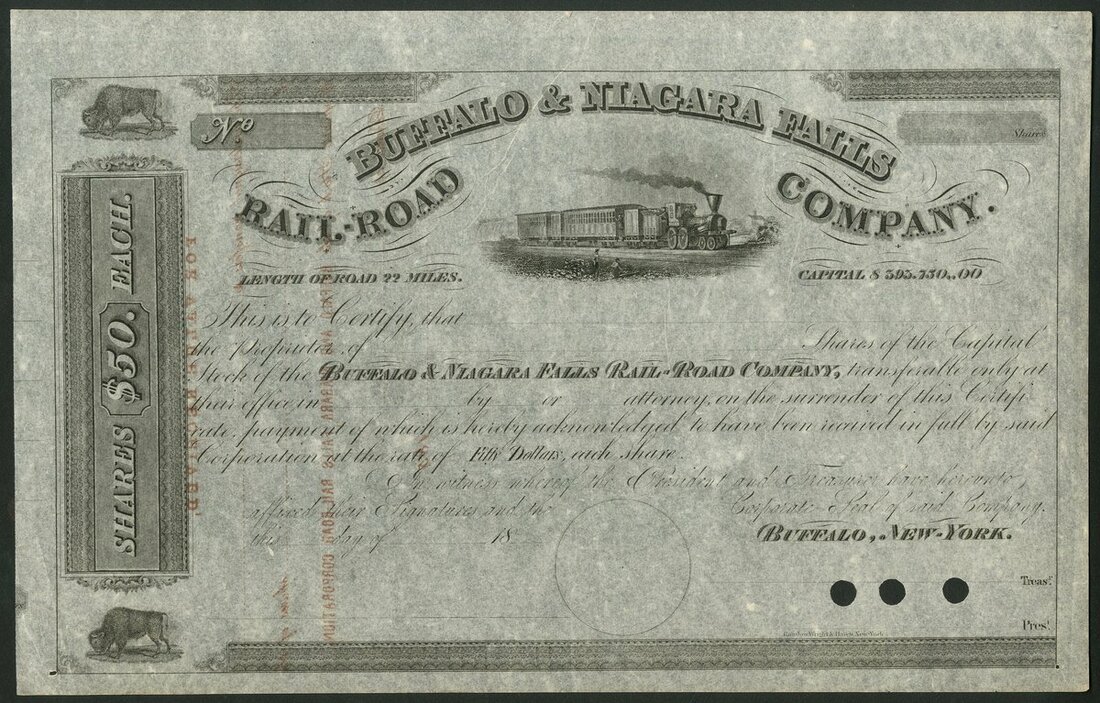 BUFFALO & NIAGARA FALLS
RAIL-ROAD COMPANY.
No
Shares
LENGTH OF ROAD 22 MILES.
CAPITAL $ 393.750,.00
SHARES $50. EACH.
This is to Certify, that
the Proprietor of Shares of the Capital
Stock of the BUFFALO & NIAGARA FALLS RAIL-ROAD COMPANY, transferable only at
their office in by or attorney, on the surrender of this Certifi
cate, payment of which is hereby acknowledged to have been received in full by said
Corporation at the rate of Fifty Dollars, each share.
In witness whereof the President and Treasurer have hereunto
affixed their Signatures and the Corporate Seal of said Company.
this day of 18
BUFFALO, NEW-YORK.
Treasr.
Prest.